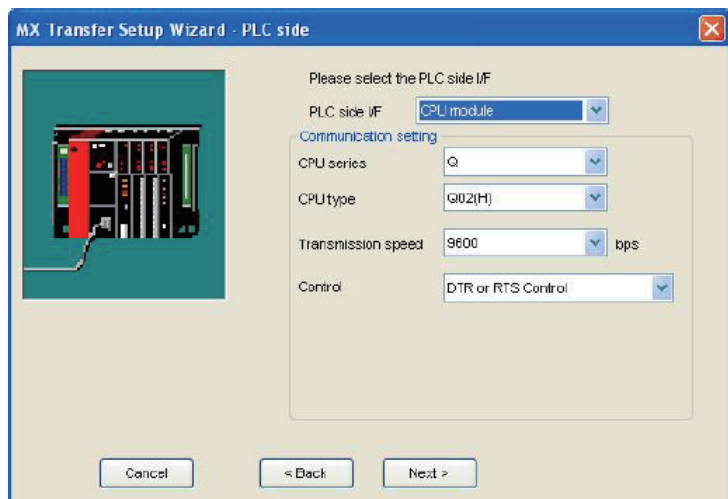 MX Transfer Setup Wizard - PLC side
Please select the PLC side I/F
PLC side I/F CPU module
Communication setting
CPU series Q
CPU type Q02(H)
Transmission speed 9600 bps
Control DTR or RTS Control
Cancel < Back Next >